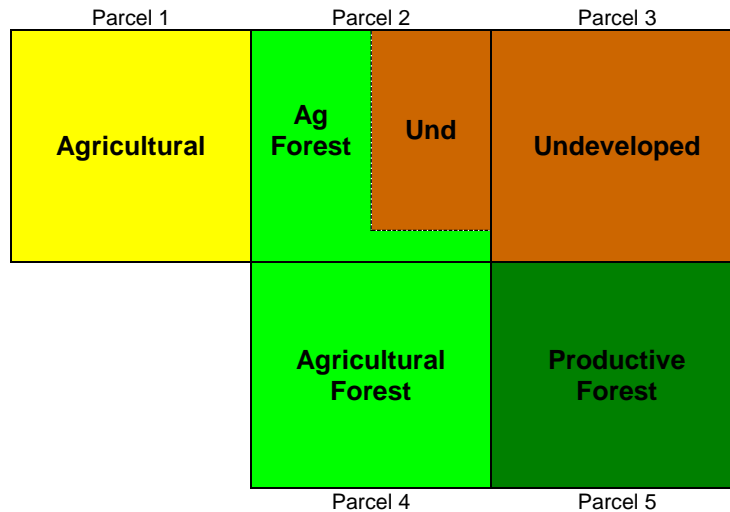 Parcel 1
Parcel 2
Parcel 3
Agricultural
Ag
Forest
Und
Undeveloped
Agricultural
Forest
Productive
Forest
Parcel 4
Parcel 5